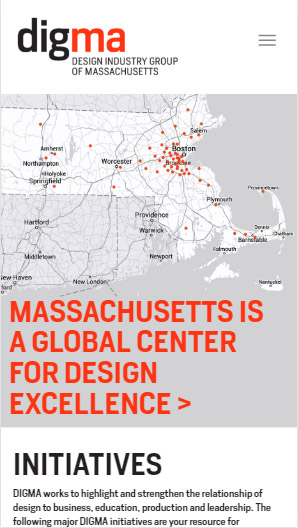 digma
DESIGN INDUSTRY GROUP
OF MASSACHUSETTS
Salem
Amherst
Boston
Northampton
Worcester
Brookline
Holyoke
Springfield
Provincetown
Plymouth
Providence
Hartford
Warwick
Dennis
Chatham
Barnstable
Falmouth
Middletown
Newport
New Haven
New London
Nantucket
ford
MASSACHUSETTS IS
A GLOBAL CENTER
FOR DESIGN
EXCELLENCE >
INITIATIVES
DIGMA works to highlight and strengthen the relationship of
design to business, education, production and leadership. The
following major DIGMA initiatives are your resource for